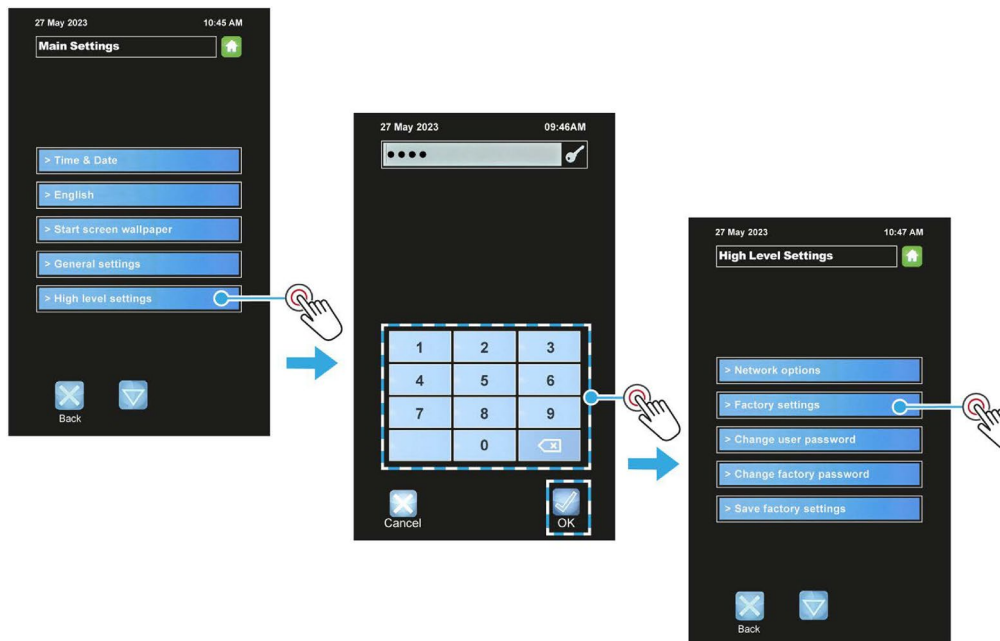 27 May 2023 10:45 AM
Main Settings
> Time & Date
> English
> Start screen wallpaper
> General settings
> High level settings
Back
27 May 2023 09:46AM
1 2 3
4 5 6
7 8 9
0
Cancel OK
27 May 2023 10:47 AM
High Level Settings
> Network options
> Factory settings
> Change user password
> Change factory password
> Save factory settings
Back